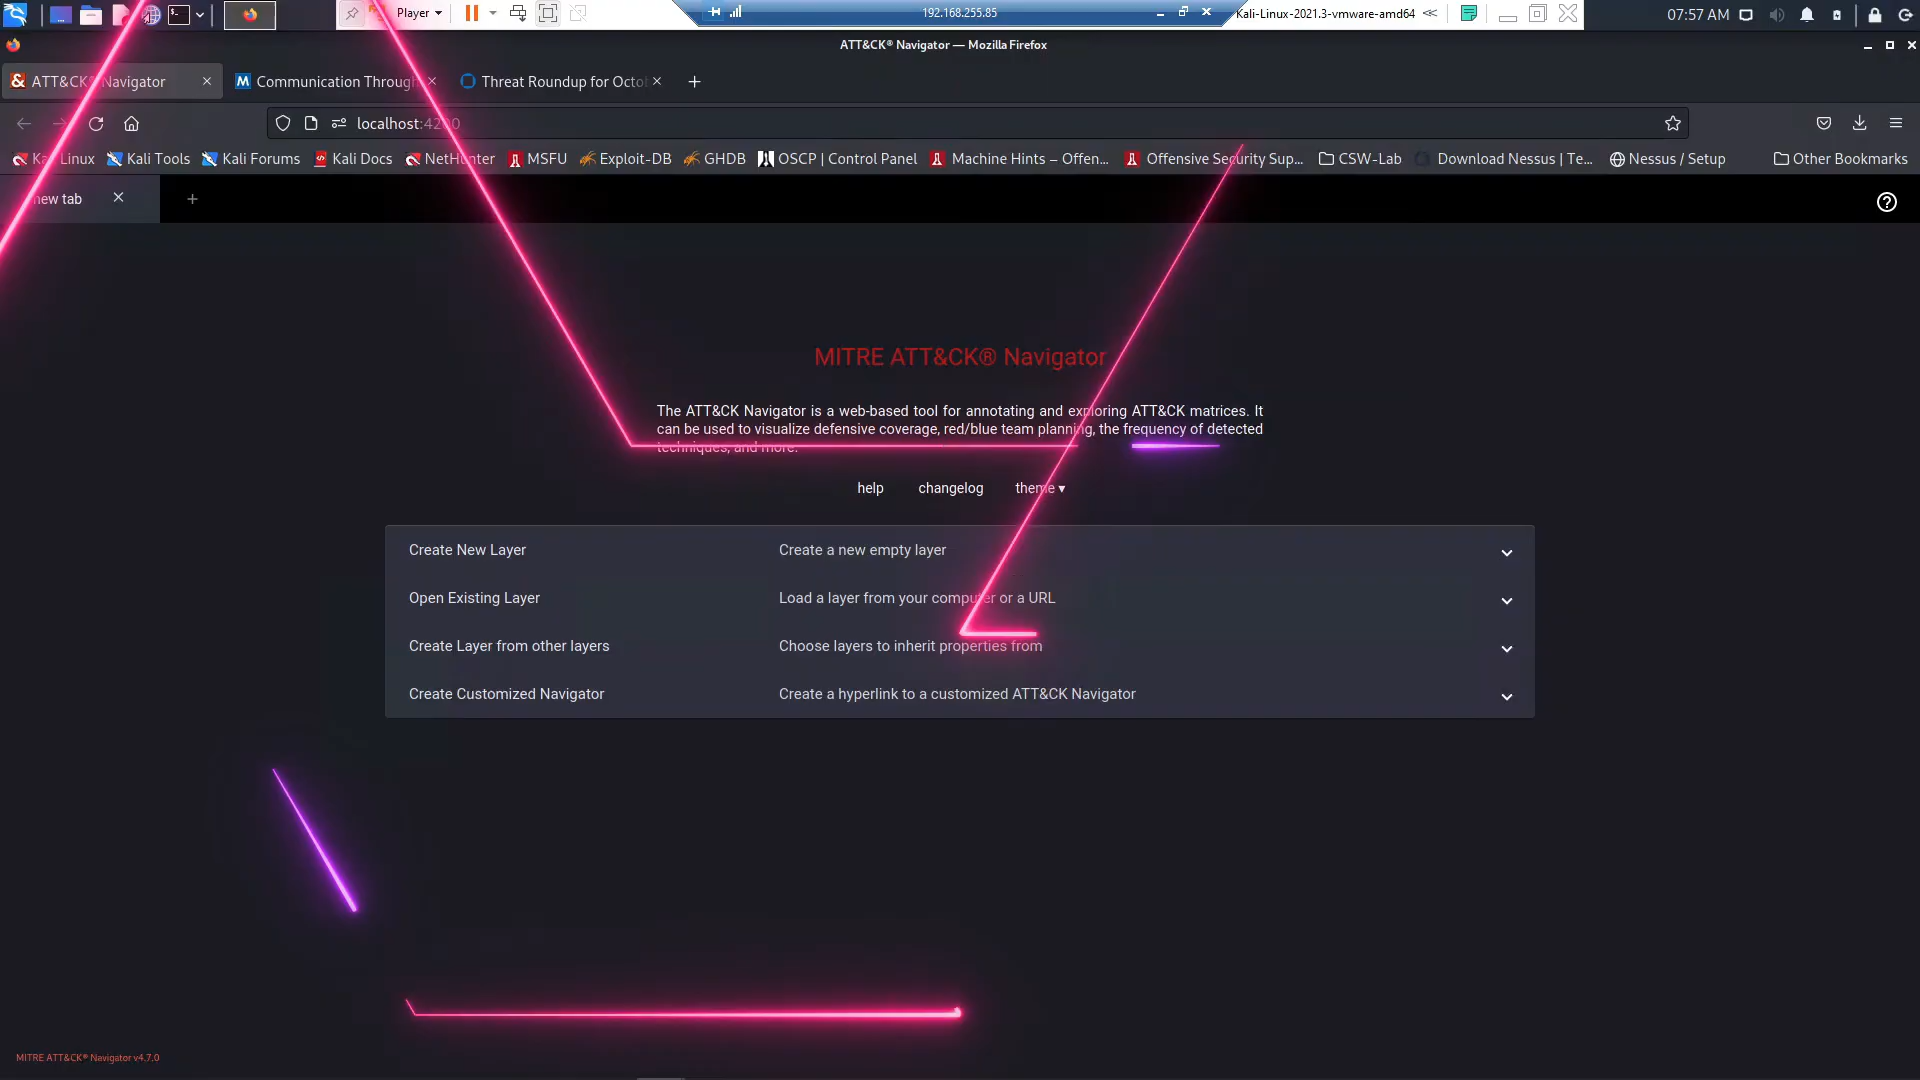 Player
192.168.255.85
Kali-Linux-2021.3-vmware-amd64
07:57 AM
ATT&CK® Navigator — Mozilla Firefox
ATT&CK® Navigator
Communication Through
Threat Roundup for Octo
localhost:4200
Kali Linux
Kali Tools
Kali Forums
Kali Docs
NetHunter
MSFU
Exploit-DB
GHDB
OSCP | Control Panel
Machine Hints – Offen...
Offensive Security Sup...
CSW-Lab
Download Nessus | Te...
Nessus / Setup
Other Bookmarks
new tab
MITRE ATT&CK® Navigator
The ATT&CK Navigator is a web-based tool for annotating and exploring ATT&CK matrices. It
can be used to visualize defensive coverage, red/blue team planning, the frequency of detected
techniques, and more.
help
changelog
theme
Create New Layer
Create a new empty layer
Open Existing Layer
Load a layer from your computer or a URL
Create Layer from other layers
Choose layers to inherit properties from
Create Customized Navigator
Create a hyperlink to a customized ATT&CK Navigator
MITRE ATT&CK® Navigator v4.7.0